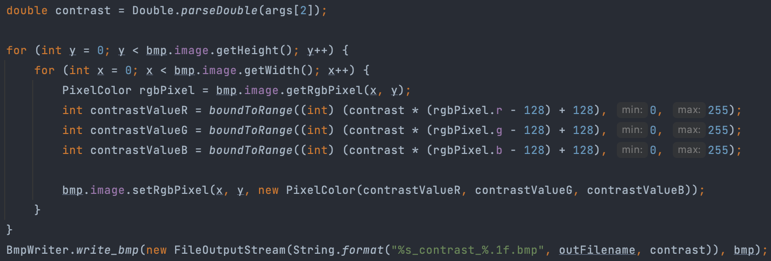 double contrast = Double.parseDouble(args[2]);
for (int y = 0; y < bmp.image.getHeight(); y++) {
for (int x = 0; x < bmp.image.getWidth(); x++) {
PixelColor rgbPixel = bmp.image.getRgbPixel(x, y);
int contrastValueR = boundToRange((int) (contrast * (rgbPixel.r - 128) + 128), min: 0, max: 255);
int contrastValueG = boundToRange((int) (contrast * (rgbPixel.g - 128) + 128), min: 0, max: 255);
int contrastValueB = boundToRange((int) (contrast * (rgbPixel.b - 128) + 128), min: 0, max: 255);
bmp.image.setRgbPixel(x, y, new PixelColor(contrastValueR, contrastValueG, contrastValueB));
}
}
BmpWriter.write_bmp(new FileOutputStream(String.format("%s_contrast_%.1f.bmp", outFilename, contrast)), bmp);